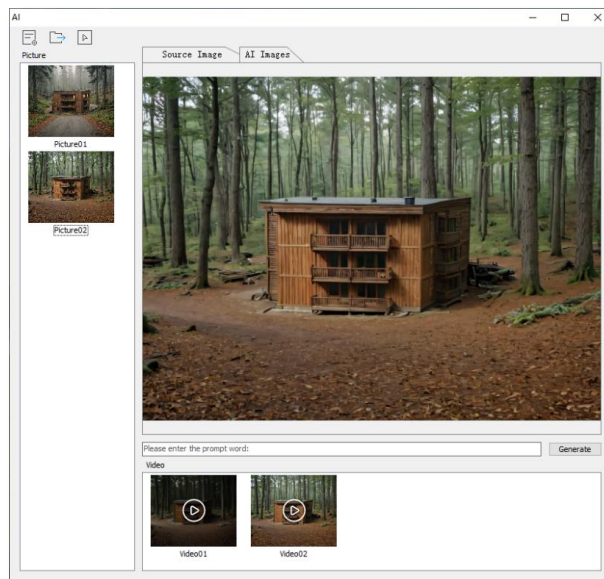 AI
Picture
Source Image
AI Images
Picture01
Picture02
Please enter the prompt word:
Generate
Video
Video01
Video02